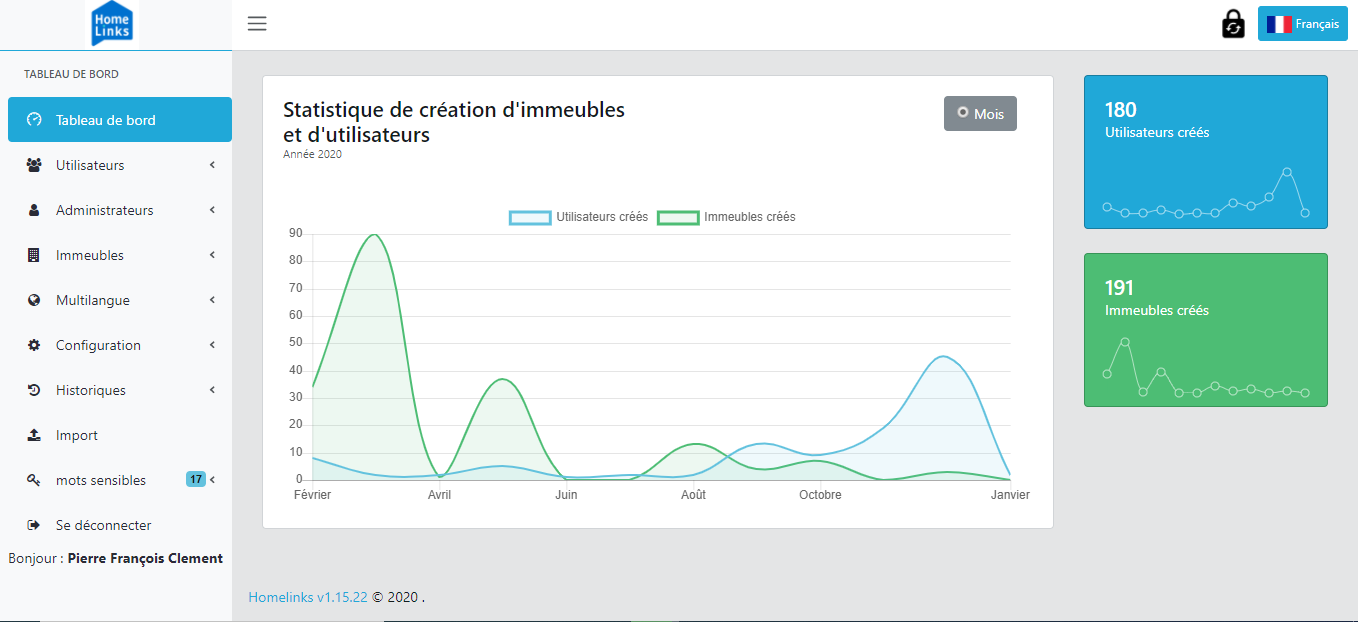 Home
Links
Français
TABLEAU DE BORD
Tableau de bord
Utilisateurs
Administrateurs
Immeubles
Multilangue
Configuration
Historiques
Import
mots sensibles 17
Se déconnecter
Bonjour : Pierre François Clement
Statistique de création d'immeubles
et d'utilisateurs
Année 2020
Mois
Utilisateurs créés Immeubles créés
90
80
70
60
50
40
30
20
10
0
Février Avril Juin Août Octobre Janvier
180
Utilisateurs créés
191
Immeubles créés
Homelinks v1.15.22 © 2020 .